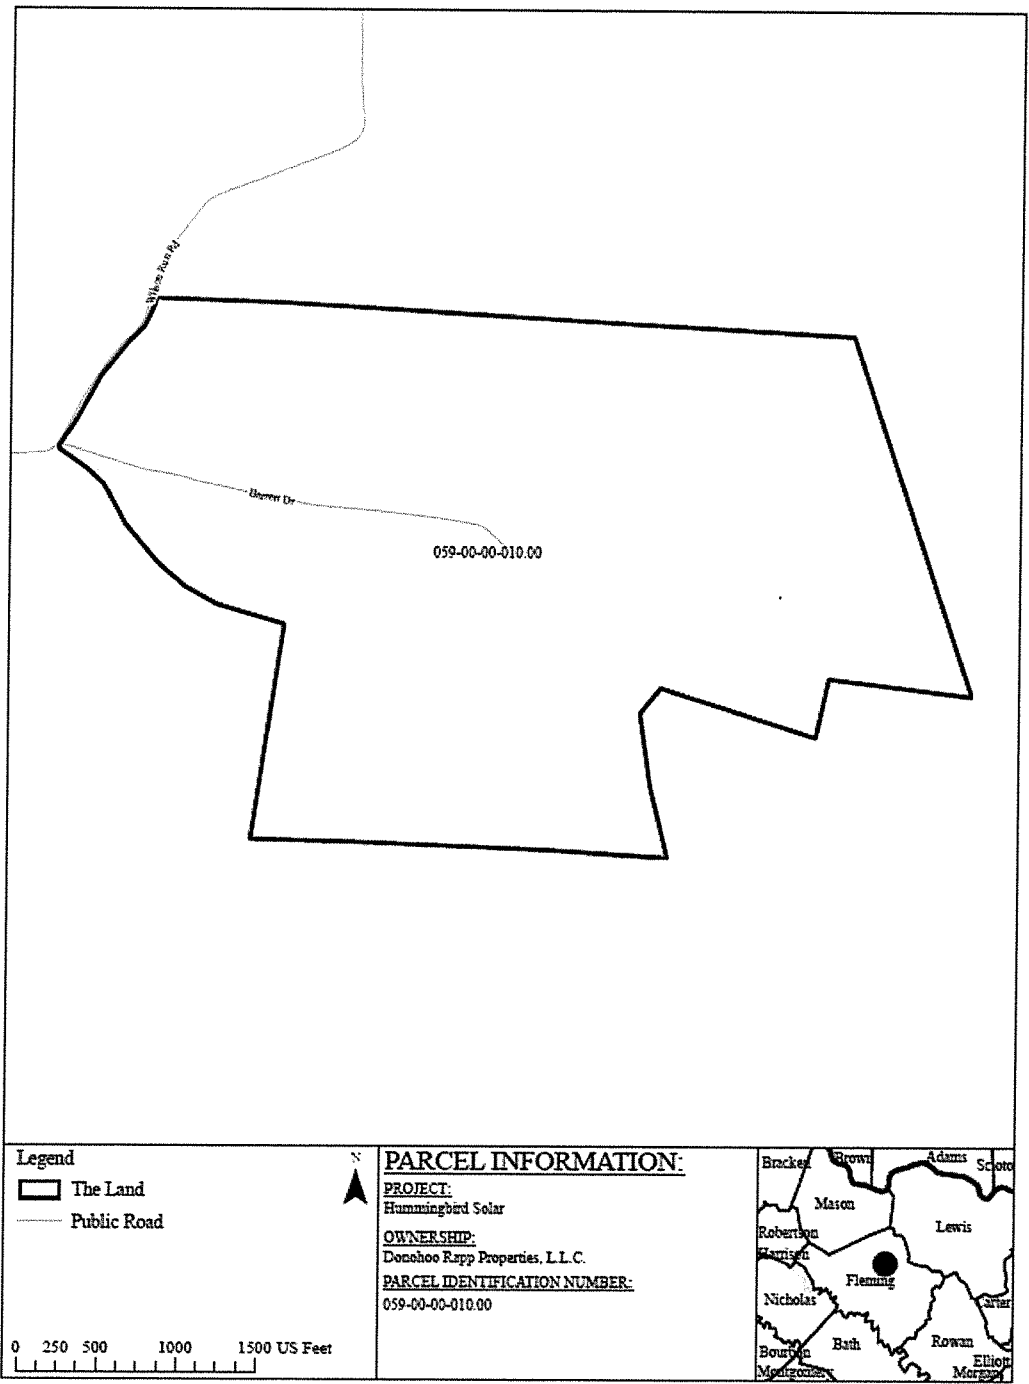 Wilson Run Rd
Dr
059-00-00-010.00
Legend
The Land
Public Road
N
0 250 500 1000 1500 US Feet
PARCEL INFORMATION:
PROJECT:
Hummingbird Solar
OWNERSHIP:
Donohoo Rapp Properties, L.L.C.
PARCEL IDENTIFICATION NUMBER:
059-00-00-010.00
Bracken Brown Adams Scioto
Mason
Lewis
Robertson
Harrison
Fleming
Nicholas
Carter
Bath
Rowan
Bourbon
Elliott
Montgomery
Morgan